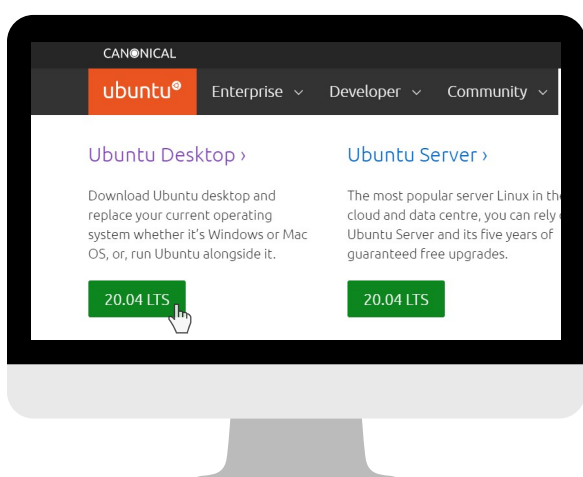 CANONICAL
ubuntu Enterprise Developer Community
Ubuntu Desktop ›
Download Ubuntu desktop and
replace your current operating
system whether it's Windows or Mac
OS, or, run Ubuntu alongside it.
20.04 LTS
Ubuntu Server ›
The most popular server Linux in the
cloud and data centre, you can rely
Ubuntu Server and its five years of
guaranteed free upgrades.
20.04 LTS